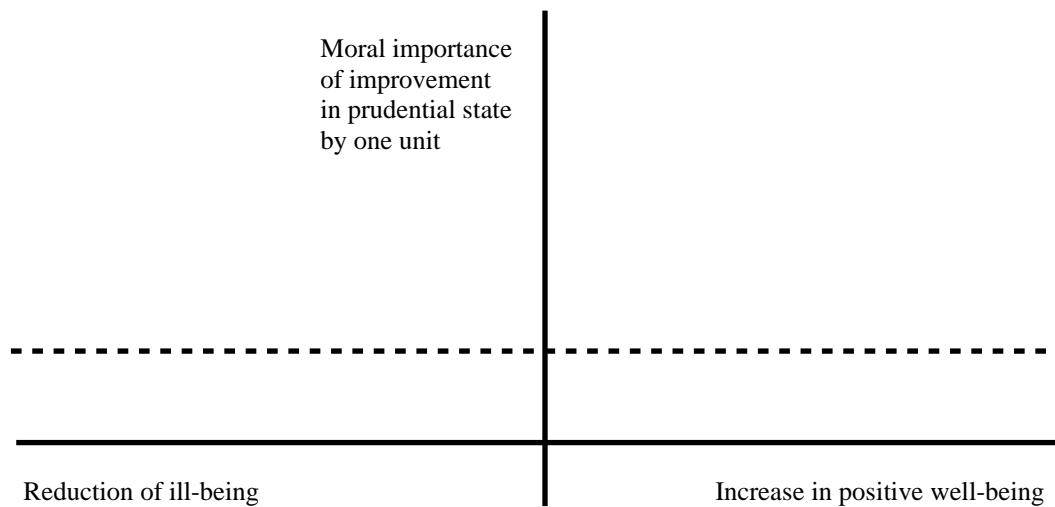 Moral importance
of improvement
in prudential state
by one unit
Reduction of ill-being
Increase in positive well-being